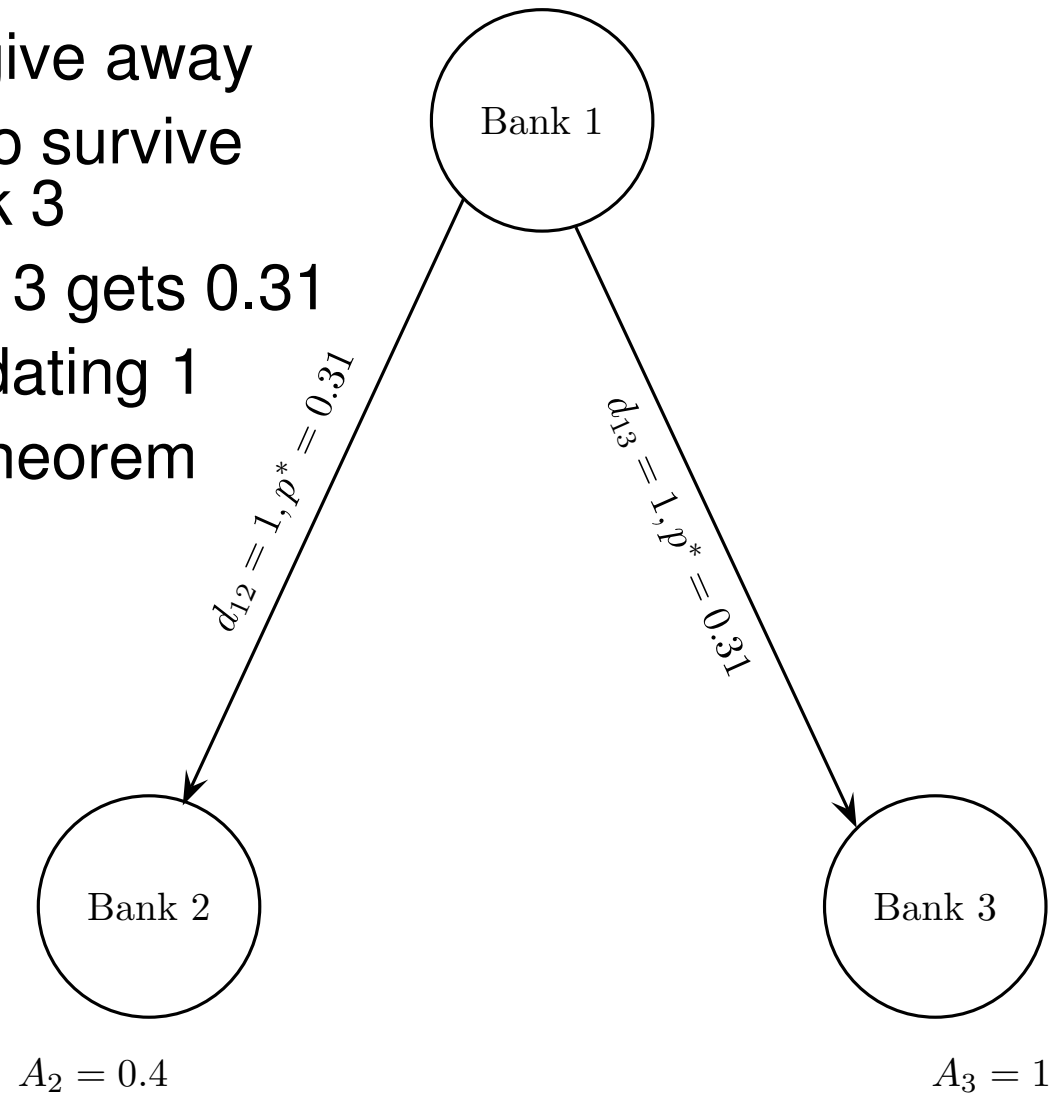 give away
o survive
k 3
3 gets 0.31
dating 1
heorem
Bank 1
d12 = 1, p* = 0.31
d13 = 1, p* = 0.31
Bank 2
Bank 3
A2 = 0.4
A3 = 1